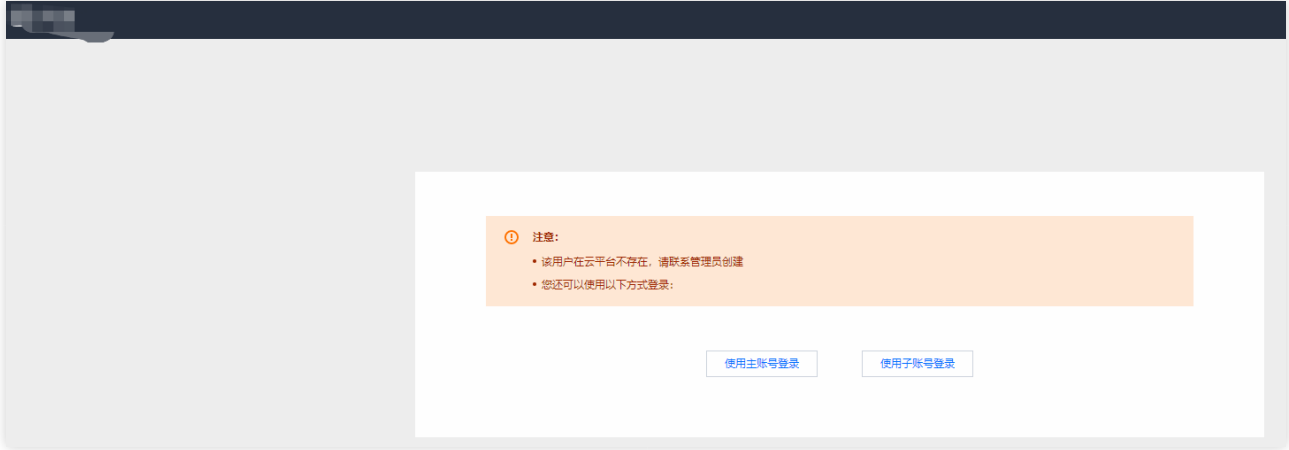 注意：
• 该用户在云平台不存在，请联系管理员创建
• 您还可以使用以下方式登录：
使用主账号登录
使用子账号登录